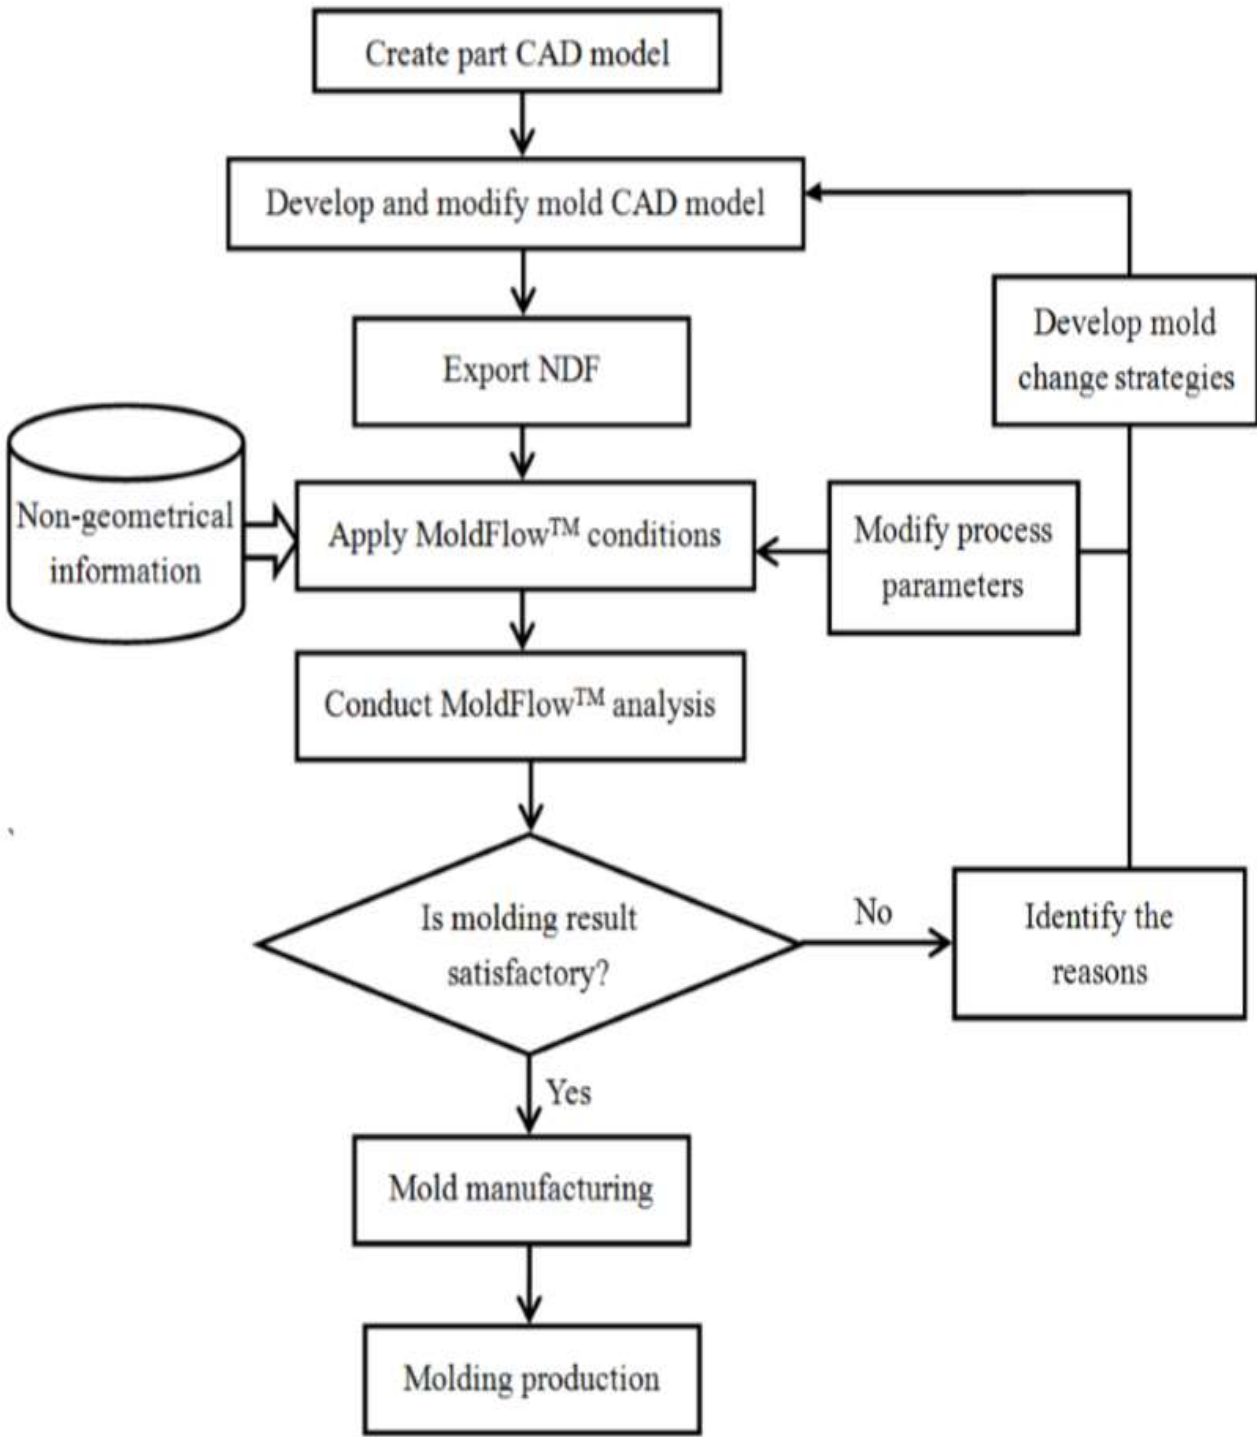 Create part CAD model
Develop and modify mold CAD model
Develop mold
change strategies
Export NDF
Non-geometrical
information
Apply MoldFlow™ conditions
Modify process
parameters
Conduct MoldFlow™ analysis
Is molding result
satisfactory?
No
Identify the
reasons
Yes
Mold manufacturing
Molding production